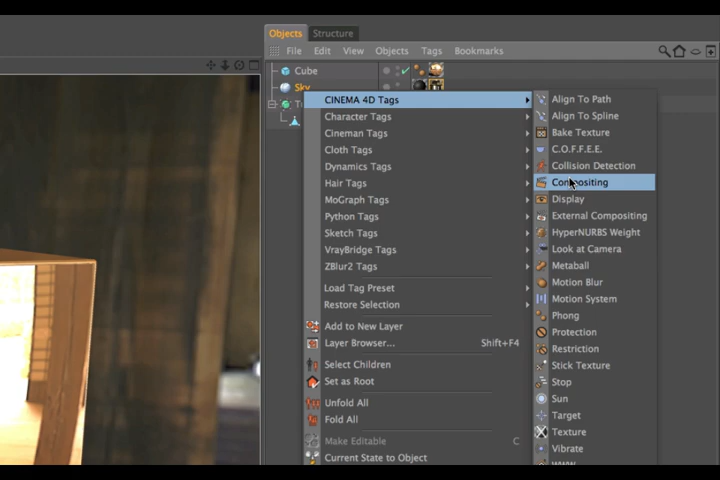 Objects Structure
File Edit View Objects Tags Bookmarks
Cube
Sky
CINEMA 4D Tags
Character Tags
Cineman Tags
Cloth Tags
Dynamics Tags
Hair Tags
MoGraph Tags
Python Tags
Sketch Tags
VrayBridge Tags
ZBlur2 Tags
Load Tag Preset
Restore Selection
Add to New Layer
Layer Browser... Shift+F4
Select Children
Set as Root
Unfold All
Fold All
Make Editable C
Current State to Object
Align To Path
Align To Spline
Bake Texture
C.O.F.F.E.E.
Collision Detection
Compositing
Display
External Compositing
HyperNURBS Weight
Look at Camera
Metaball
Motion Blur
Motion System
Phong
Protection
Restriction
Stick Texture
Stop
Sun
Target
Texture
Vibrate